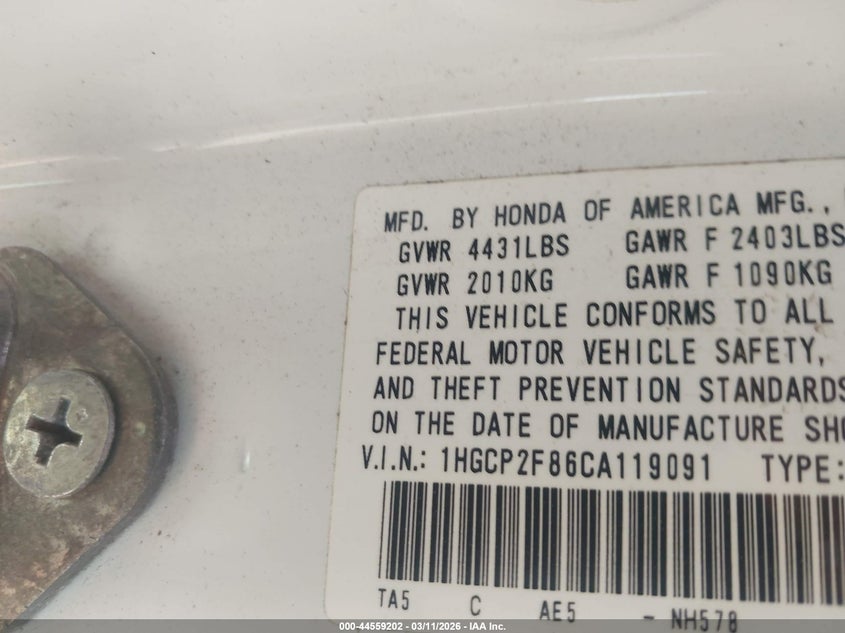 MFD. BY HONDA OF AMERICA MFG.,
GVWR 4431LBS GAWR F 2403LBS
GVWR 2010KG GAWR F 1090KG
THIS VEHICLE CONFORMS TO ALL
FEDERAL MOTOR VEHICLE SAFETY,
AND THEFT PREVENTION STANDARDS
ON THE DATE OF MANUFACTURE SHO
V.I.N.: 1HGCP2F86CA119091 TYPE:
TA5 C AE5 - NH578
000-44559202 - 03/11/2026 - IAA Inc.